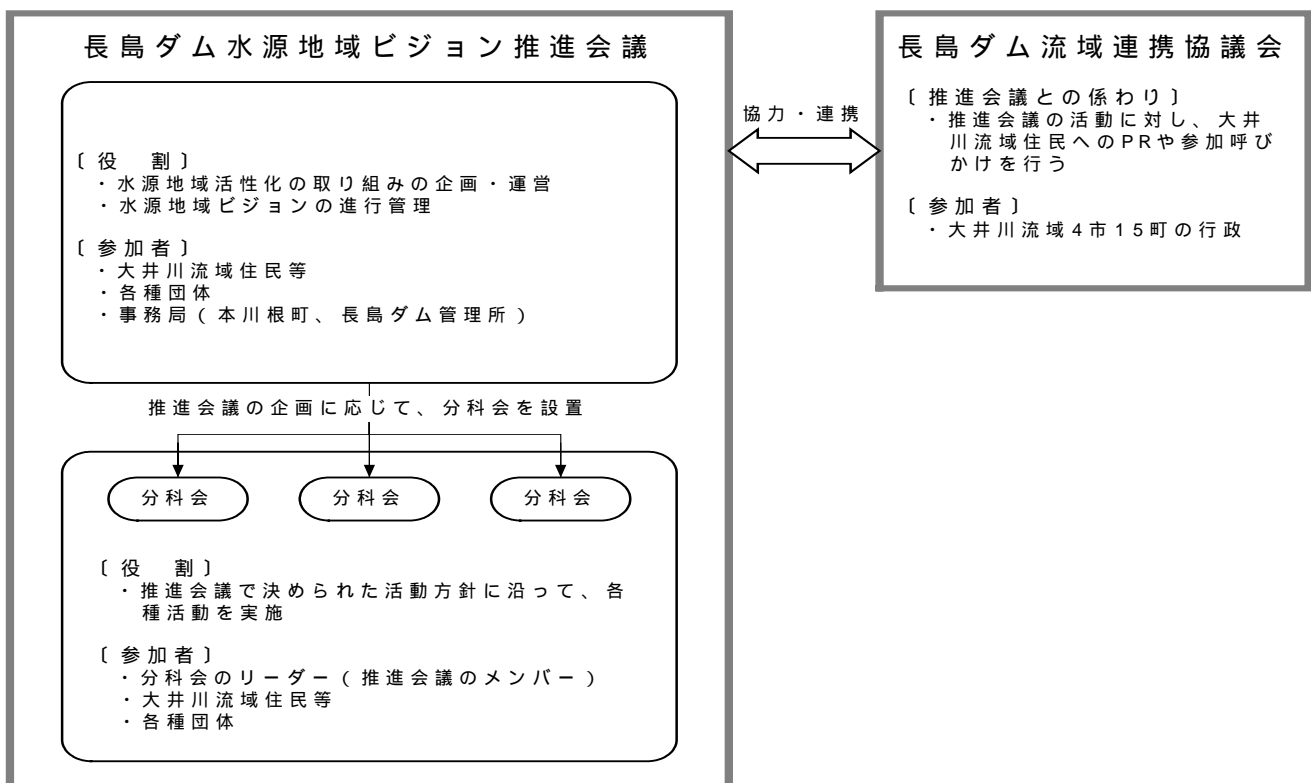 長島ダム水源地域ビジョン推進会議
〔役　割〕
・水源地域活性化の取り組みの企画・運営
・水源地域ビジョンの進行管理
〔参加者〕
・大井川流域住民等
・各種団体
・事務局（本川根町、長島ダム管理所）
推進会議の企画に応じて、分科会を設置
分科会
分科会
分科会
〔役　割〕
・推進会議で決められた活動方針に沿って、各
種活動を実施
〔参加者〕
・分科会のリーダー（推進会議のメンバー）
・大井川流域住民等
・各種団体
協力・連携
長島ダム流域連携協議会
〔推進会議との係わり〕
・推進会議の活動に対し、大井
川流域住民へのPRや参加呼び
かけを行う
〔参加者〕
・大井川流域4市15町の行政